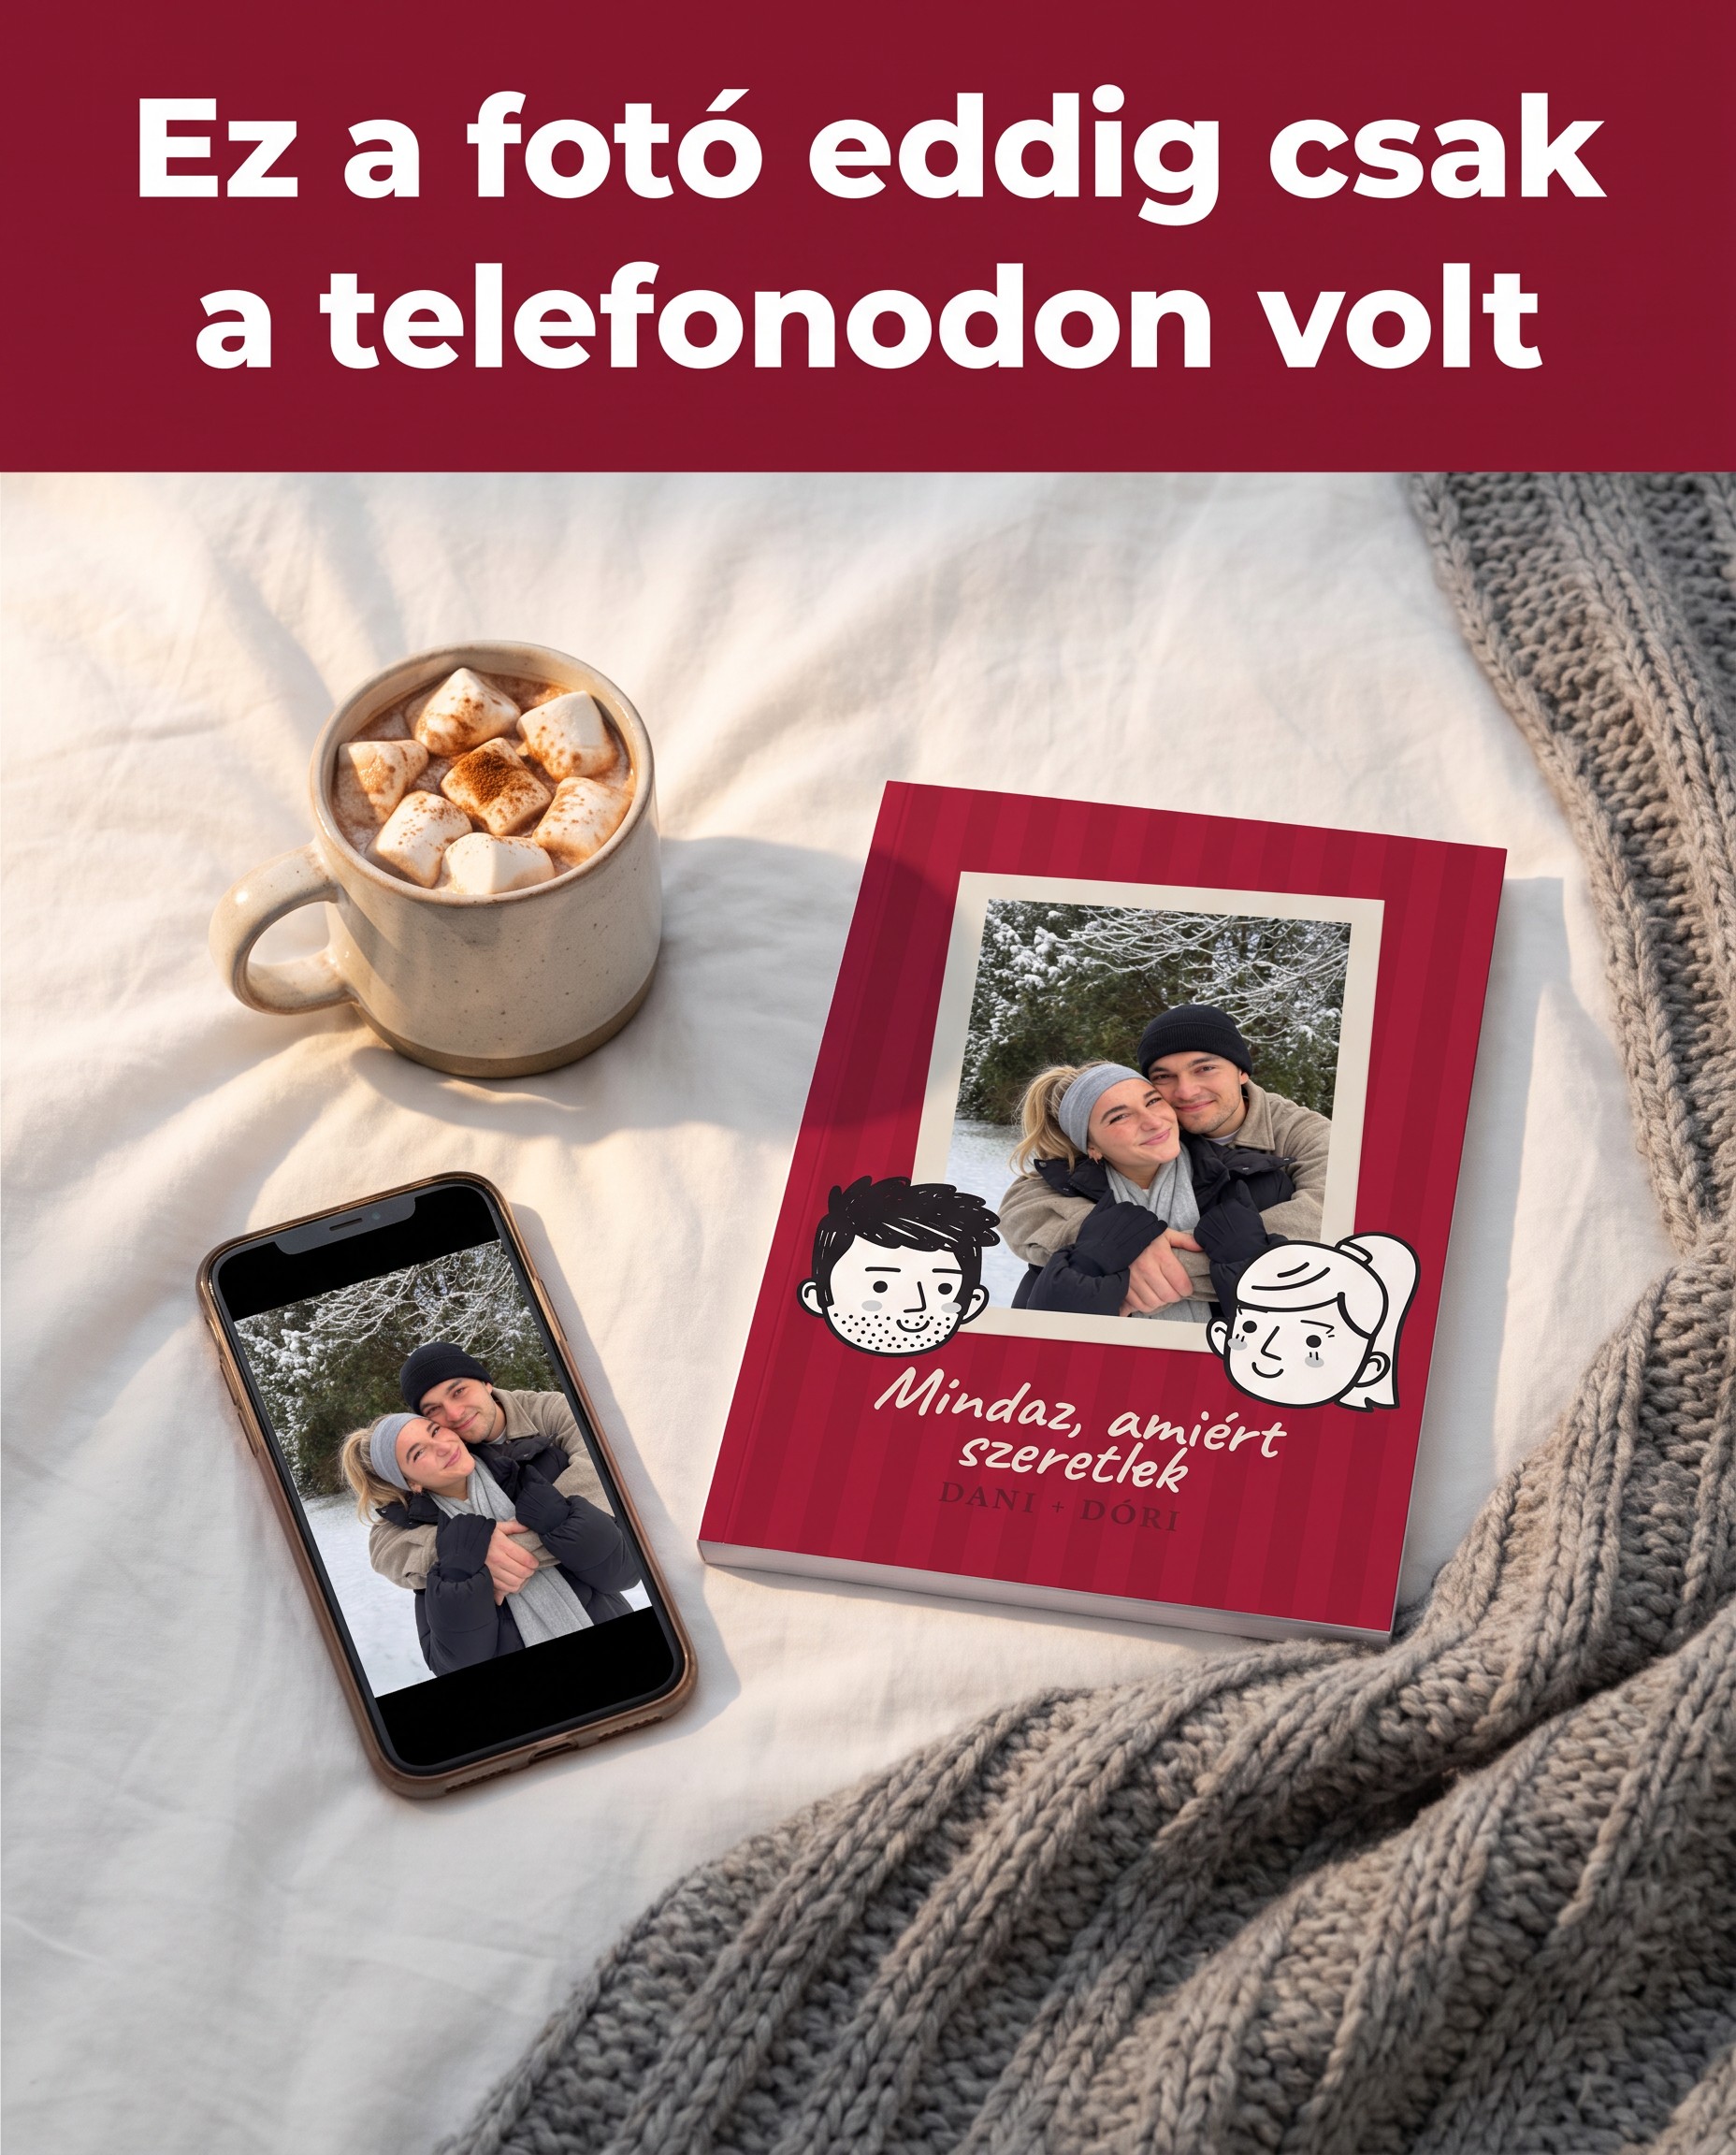 Ez a fotó eddig csak
a telefonodon volt
Mindaz, amiért
szeretlek
DANI + DÓRI